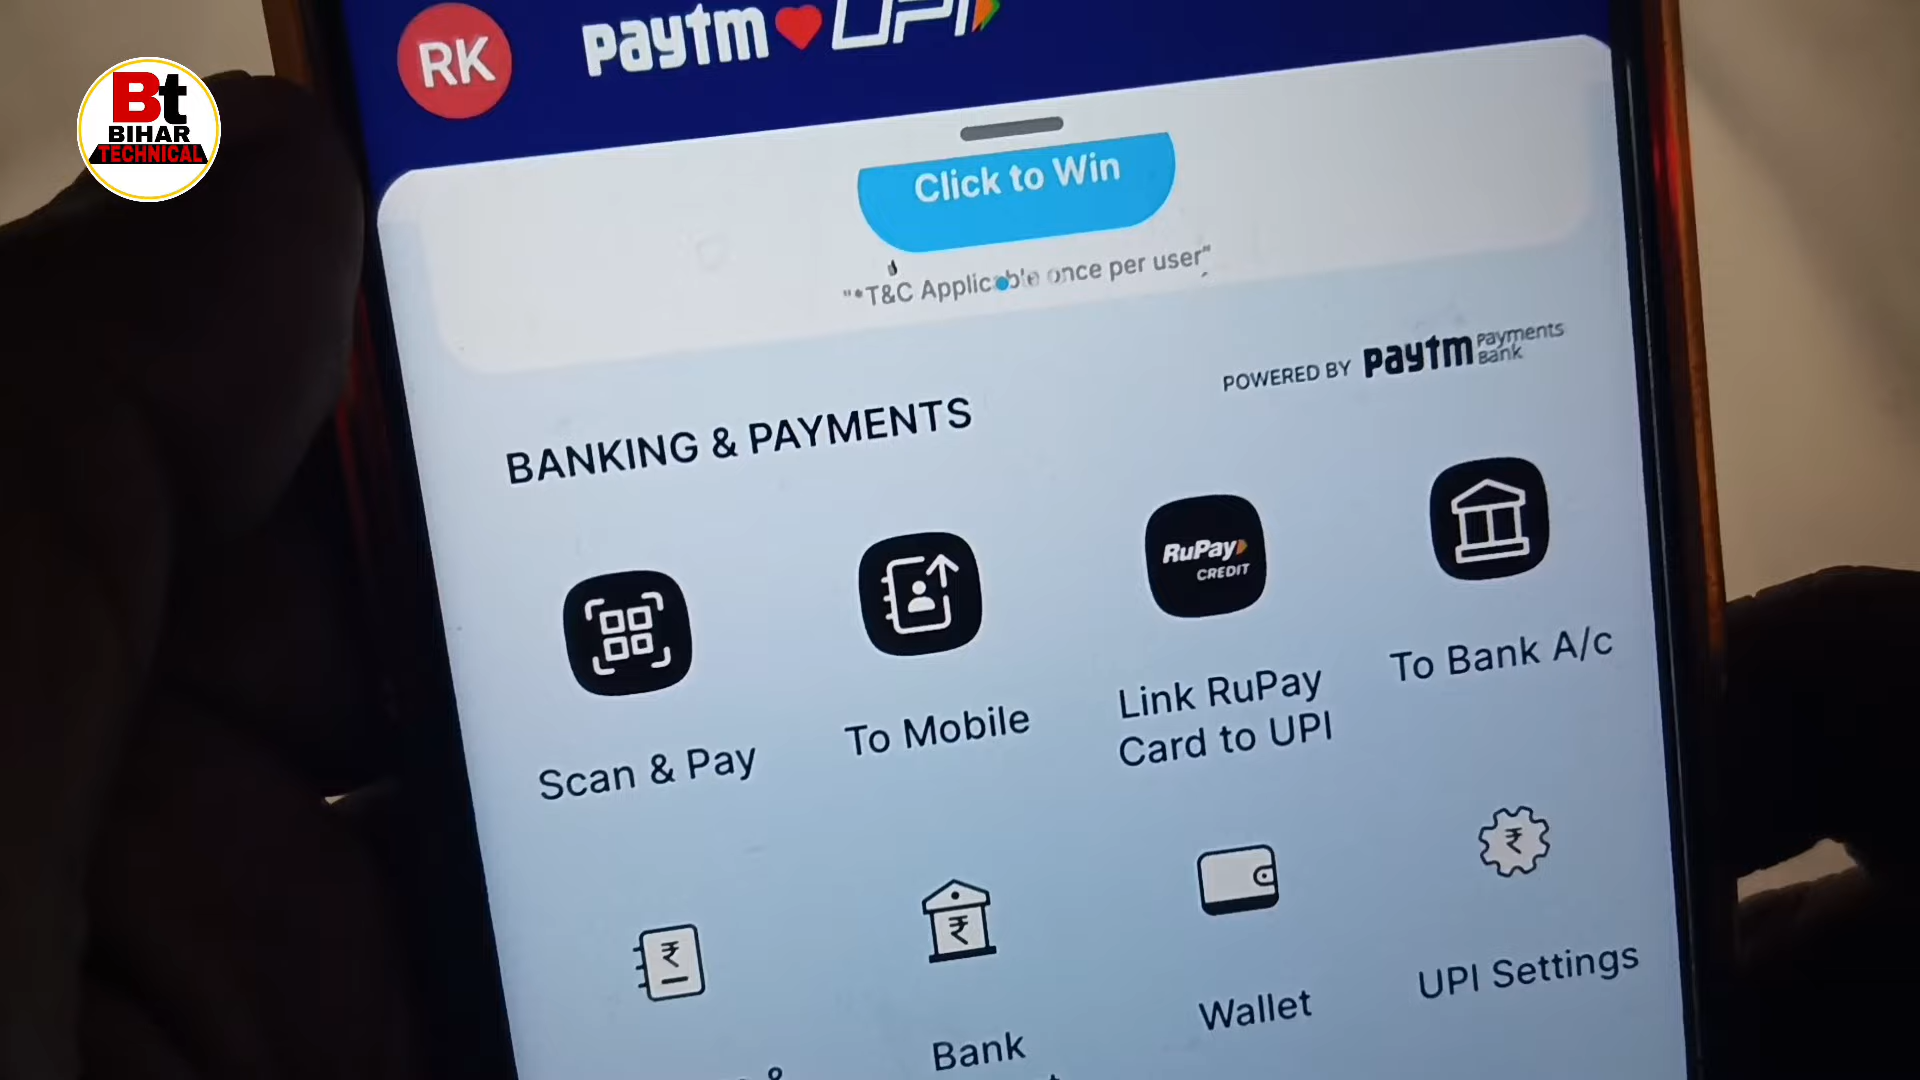 Bt
BIHAR
TECHNICAL
RK
paytm UPI
Click to Win
"*T&C Applicable once per user"
POWERED BY paytm Payments Bank
BANKING & PAYMENTS
RuPay
CREDIT
Scan & Pay
To Mobile
Link RuPay
Card to UPI
To Bank A/c
₹
₹
₹
Bank
Wallet
UPI Settings
&